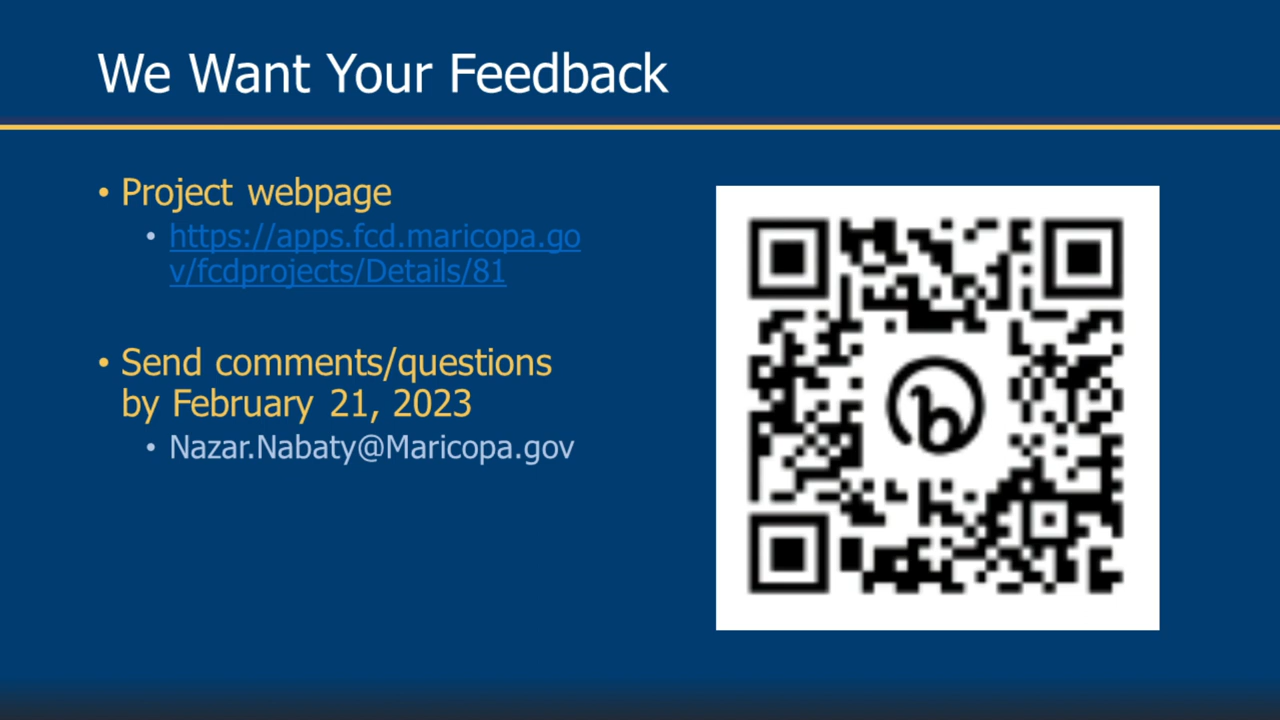 We Want Your Feedback
• Project webpage
• https://apps.fcd.maricopa.go
v/fcdprojects/Details/81
• Send comments/questions
by February 21, 2023
• Nazar.Nabaty@Maricopa.gov
b